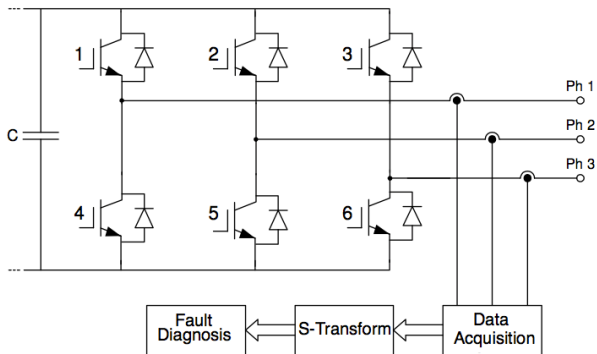 1
2
3
Ph 1
Ph 2
C
Ph 3
4
5
6
Fault
Diagnosis
S-Transform
Data
Acquisition